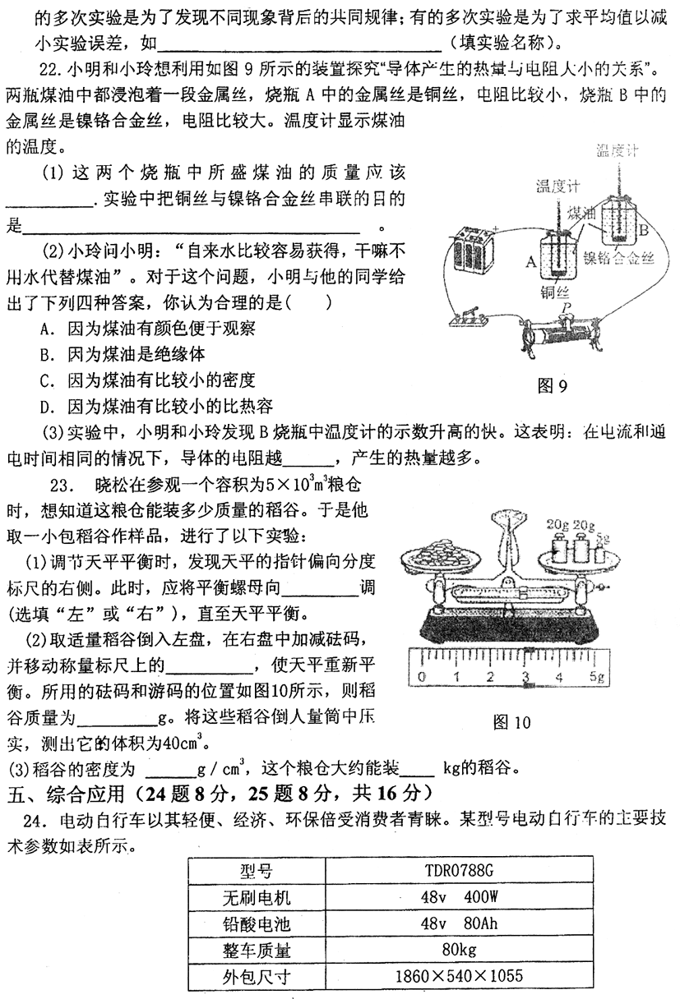 的多次实验是为了发现不同现象背后的共同规律;有的多次实验是为了求平均值以减
小实验误差，如____________________（填实验名称）。
22.小明和小玲想利用如图 9 所示的装置探究“导体产生的热量与电阻大小的关系”。
两瓶煤油中都浸泡着一段金属丝，烧瓶 A 中的金属丝是铜丝，电阻比较小，烧瓶 B 中的
金属丝是镍铬合金丝，电阻比较大。温度计显示煤油
的温度。
(1) 这两个烧瓶中所盛煤油的质量应该
________.实验中把铜丝与镍铬合金丝串联的目的
是______________________________ 。
(2)小玲问小明：“自来水比较容易获得,干嘛不
用水代替煤油”。对于这个问题，小明与他的同学给
出了下列四种答案，你认为合理的是(　　)
A. 因为煤油有颜色便于观察
B. 因为煤油是绝缘体
C. 因为煤油有比较小的密度
D. 因为煤油有比较小的比热容
温度计
温度计
煤油
B
A
镍铬合金丝
铜丝
P
+
图 9
(3)实验中，小明和小玲发现 B 烧瓶中温度计的示数升高的快。这表明：在电流和通
电时间相同的情况下，导体的电阻越_____，产生的热量越多。
23. 晓松在参观一个容积为5×10³m³粮仓
时，想知道这粮仓能装多少质量的稻谷。于是他
取一小包稻谷作样品，进行了以下实验：
(1)调节天平平衡时，发现天平的指针偏向分度
标尺的右侧。此时，应将平衡螺母向_______调
(选填“左”或“右”)，直至天平平衡。
(2)取适量稻谷倒入左盘，在右盘中加减砝码，
并移动称量标尺上的________，使天平重新平
衡。所用的砝码和游码的位置如图10所示，则稻
谷质量为_______g。将这些稻谷倒人量筒中压
实，测出它的体积为40cm³。
20g 20g 5g
0 1 2 3 4 5g
图 10
(3)稻谷的密度为 _____g／cm³，这个粮仓大约能装___ kg的稻谷。
五、综合应用（24 题 8 分，25 题 8 分，共 16 分）
24. 电动自行车以其轻便、经济、环保倍受消费者青睐。某型号电动自行车的主要技
术参数如表所示。
型号 TDR0788G
无刷电机 48v 400W
铅酸电池 48v 80Ah
整车质量 80kg
外包尺寸 1860×540×1055